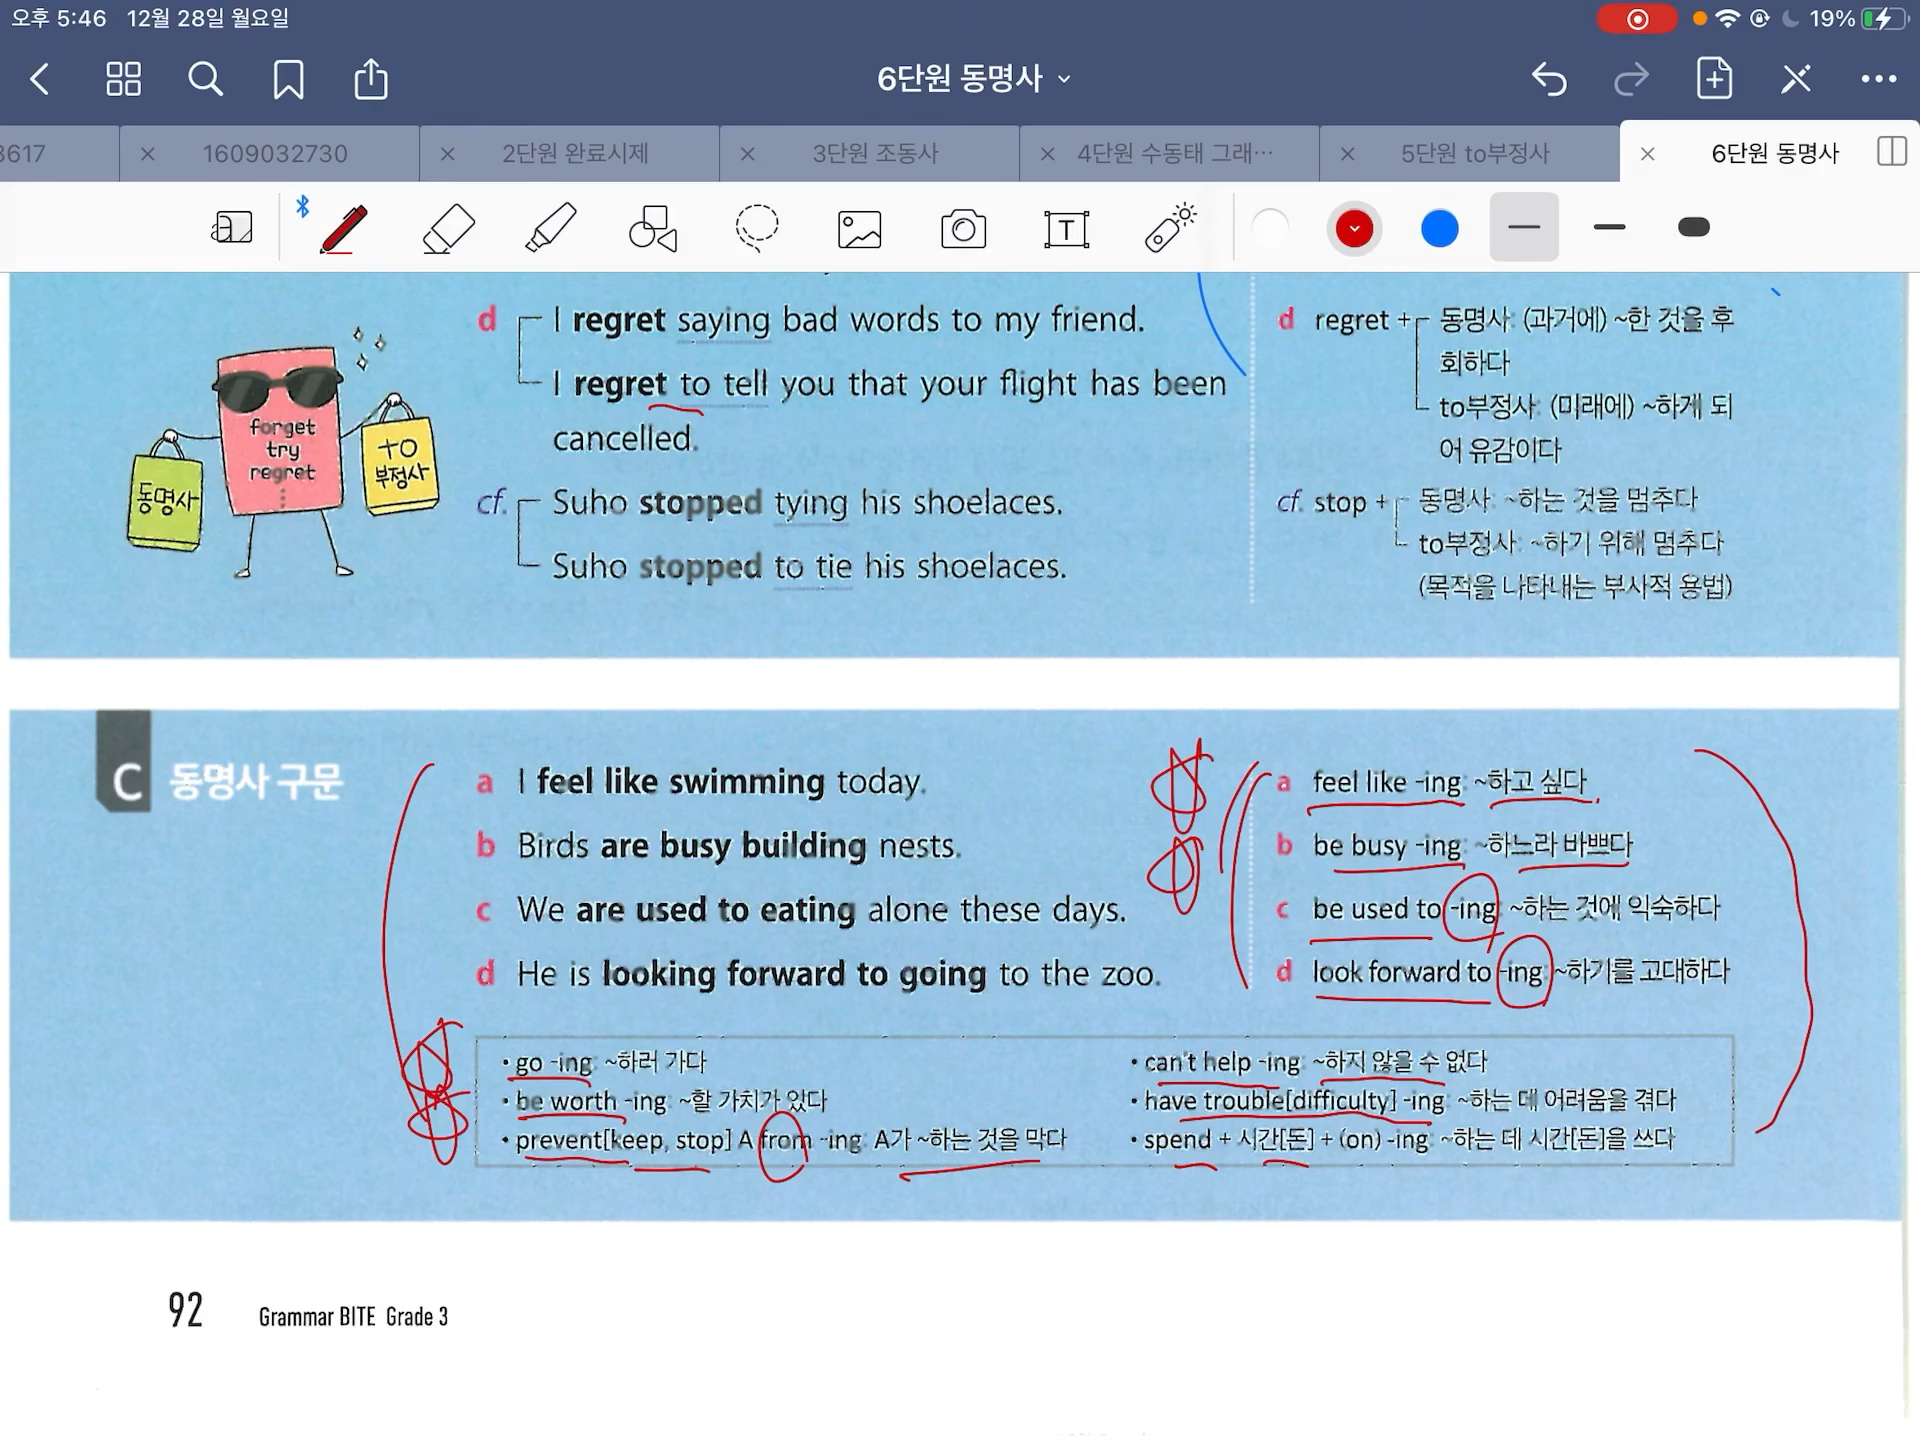 오후 5:46 12월 28일 월요일
19%
6단원 동명사
3617
1609032730
2단원 완료시제
3단원 조동사
4단원 수동태 그래…
5단원 to부정사
6단원 동명사
d I regret saying bad words to my friend.
I regret to tell you that your flight has been
cancelled.
cf. Suho stopped tying his shoelaces.
Suho stopped to tie his shoelaces.
forget
try
regret
동명사
to
부정사
d regret + 동명사: (과거에) ~한 것을 후
회하다
to부정사: (미래에) ~하게 되
어 유감이다
cf. stop + 동명사: ~하는 것을 멈추다
to부정사: ~하기 위해 멈추다
(목적을 나타내는 부사적 용법)
C 동명사 구문
a I feel like swimming today.
b Birds are busy building nests.
c We are used to eating alone these days.
d He is looking forward to going to the zoo.
a feel like -ing: ~하고 싶다
b be busy -ing: ~하느라 바쁘다
c be used to -ing: ~하는 것에 익숙하다
d look forward to -ing: ~하기를 고대하다
• go -ing: ~하러 가다
• be worth -ing: ~할 가치가 있다
• prevent[keep, stop] A from -ing: A가 ~하는 것을 막다
• can't help -ing: ~하지 않을 수 없다
• have trouble[difficulty] -ing: ~하는 데 어려움을 겪다
• spend + 시간[돈] + (on) -ing: ~하는 데 시간[돈]을 쓰다
92 Grammar BITE Grade 3